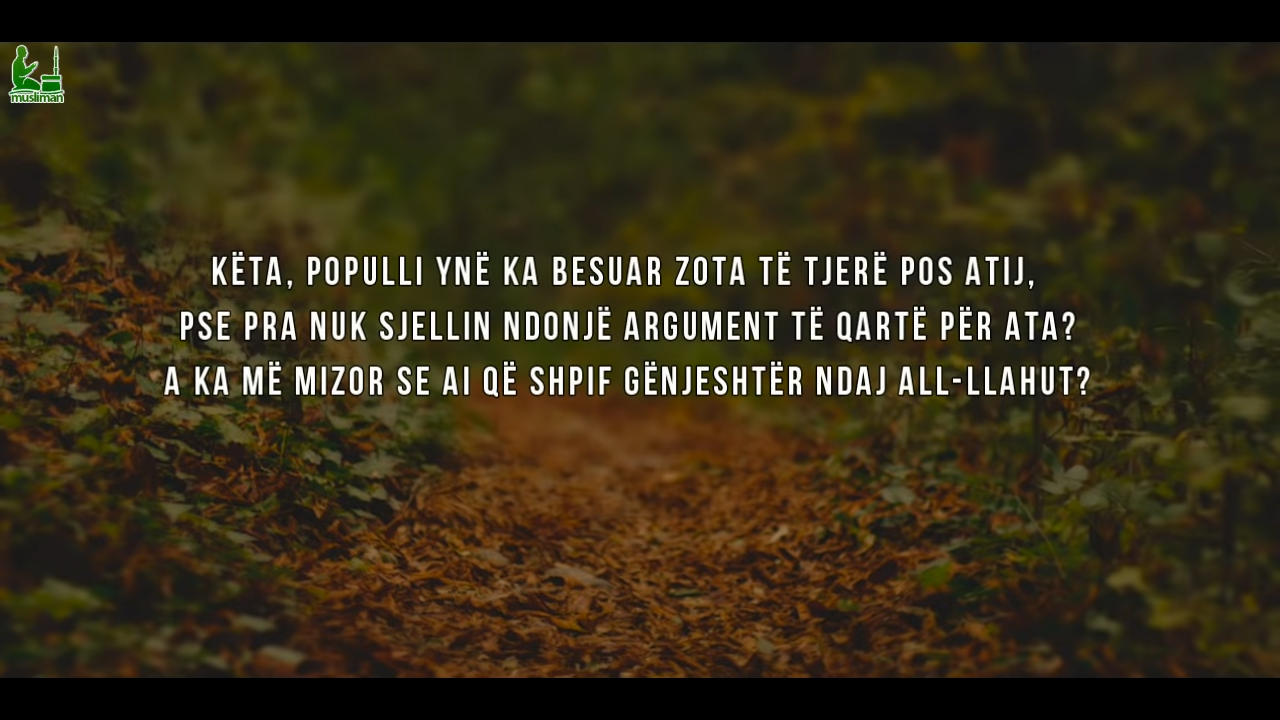 musliman
KËTA, POPULLI YNË KA BESUAR ZOTA TË TJERË POS ATIJ,
PSE PRA NUK SJELLIN NDONJË ARGUMENT TË QARTË PËR ATA?
A KA MË MIZOR SE AI QË SHPIF GËNJESHTËR NDAJ ALL-LLAHUT?